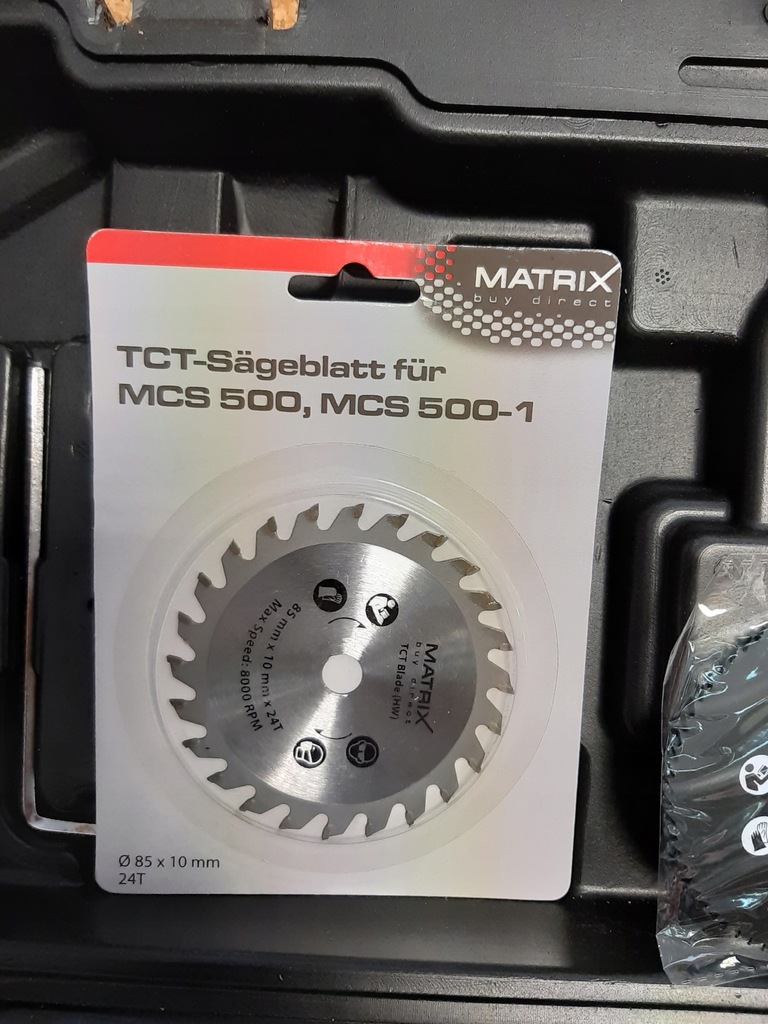 MATRIX
buy direct
TCT-Sägeblatt für
MCS 500, MCS 500-1
MATRIX
buy direct
TCT Blade (HW)
85 mm x 10 mm x 24T
Max Speed: 8000 RPM
Ø 85 x 10 mm
24T